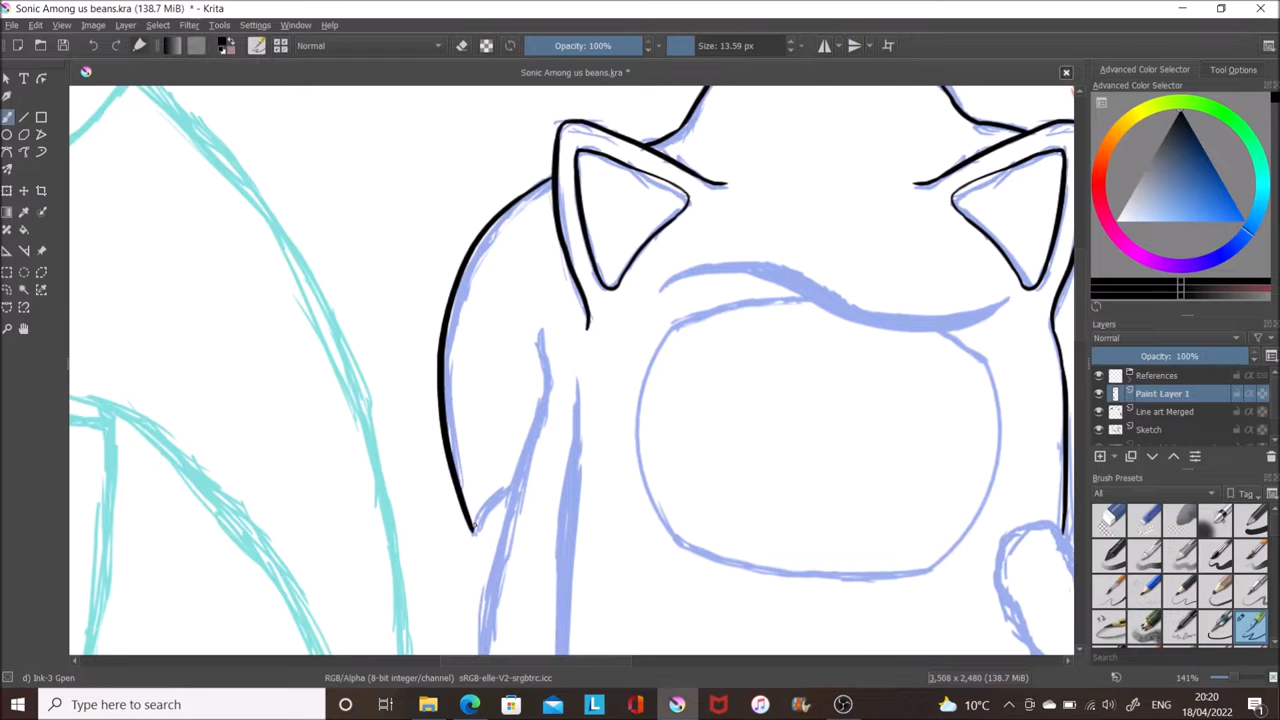 Sonic Among us beans.kra (138.7 MiB) * - Krita
File Edit View Image Layer Select Filter Tools Settings Window Help
Normal
Opacity: 100%
Size: 13.59 px
Sonic Among us beans.kra *
Advanced Color Selector
Tool Options
Advanced Color Selector
Layers
Normal
Opacity: 100%
References
Paint Layer 1
Line art Merged
Sketch
Brush Presets
All
Tag
Search
d) Ink-3 Gpen
RGB/Alpha (8-bit integer/channel) sRGB-elle-V2-srgbtrc.icc
3,508 x 2,480 (138.7 MiB)
141%
Type here to search
10°C
20:20
18/04/2022